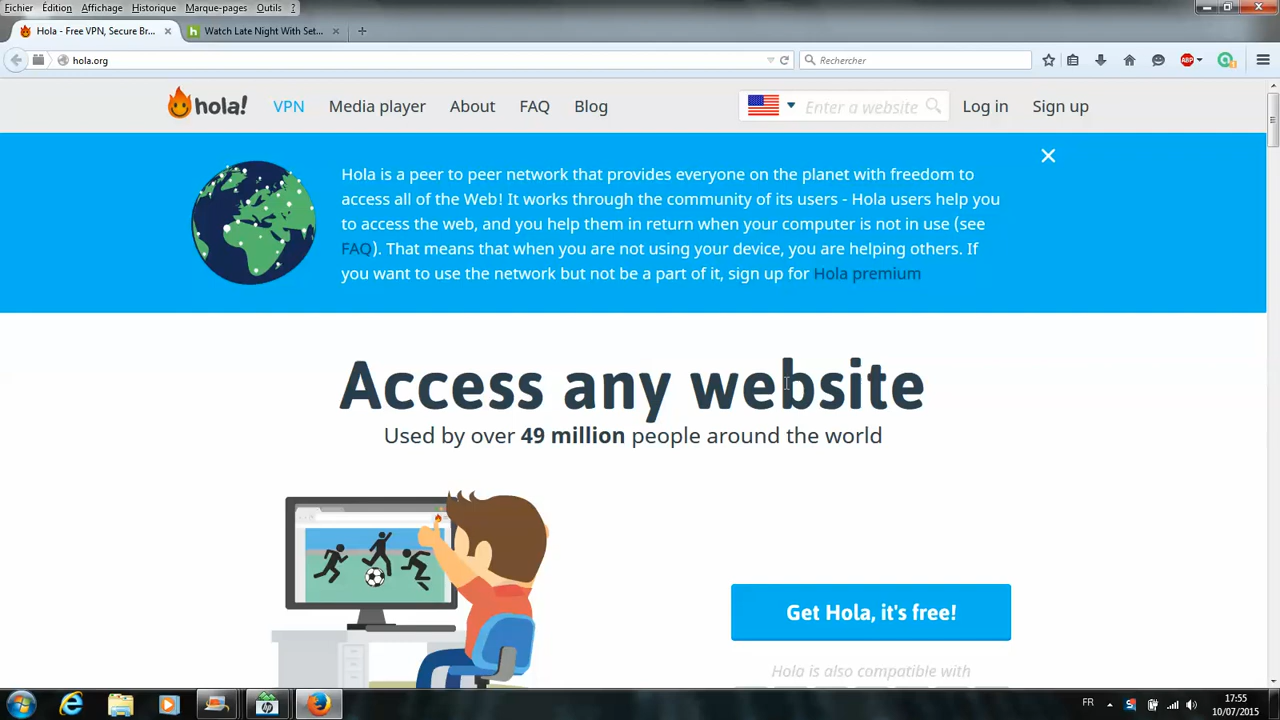 Fichier Édition Affichage Historique Marque-pages Outils ?
Hola - Free VPN, Secure Br... × Watch Late Night With Set... × +
hola.org Rechercher
hola! VPN Media player About FAQ Blog Enter a website Log in Sign up
Hola is a peer to peer network that provides everyone on the planet with freedom to
access all of the Web! It works through the community of its users - Hola users help you
to access the web, and you help them in return when your computer is not in use (see
FAQ). That means that when you are not using your device, you are helping others. If
you want to use the network but not be a part of it, sign up for Hola premium
Access any website
Used by over 49 million people around the world
Get Hola, it's free!
Hola is also compatible with
FR 17:55
10/07/2015